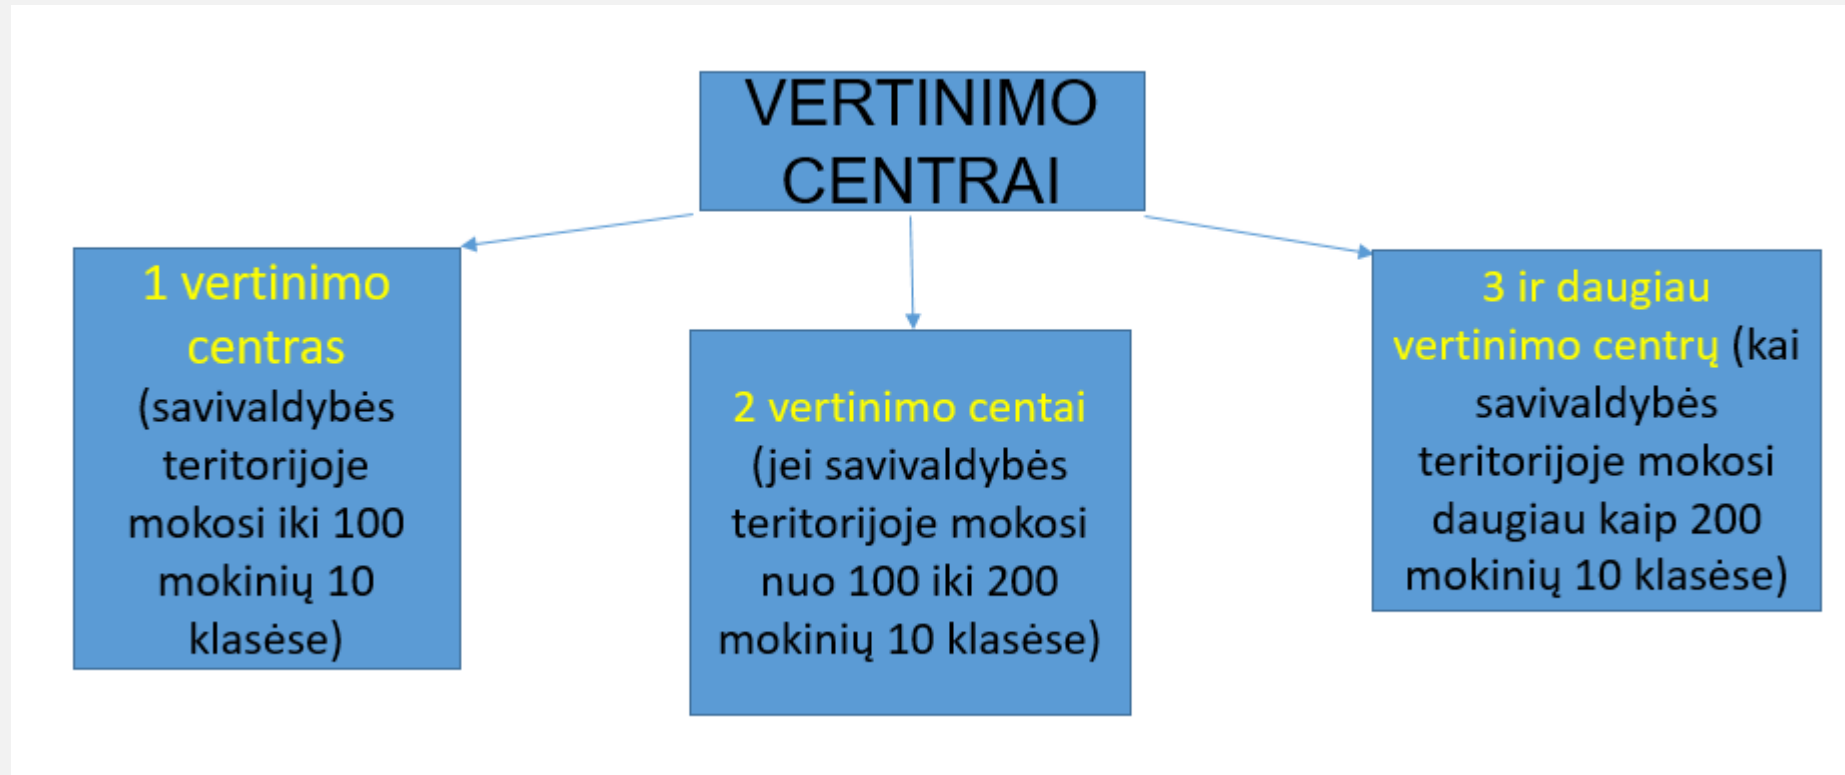 VERTINIMO
CENTRAI
1 vertinimo
centras
(savivaldybės
teritorijoje
mokosi iki 100
mokinių 10
klasėse)
2 vertinimo centai
(jei savivaldybės
teritorijoje mokosi
nuo 100 iki 200
mokinių 10 klasėse)
3 ir daugiau
vertinimo centrų (kai
savivaldybės
teritorijoje mokosi
daugiau kaip 200
mokinių 10 klasėse)